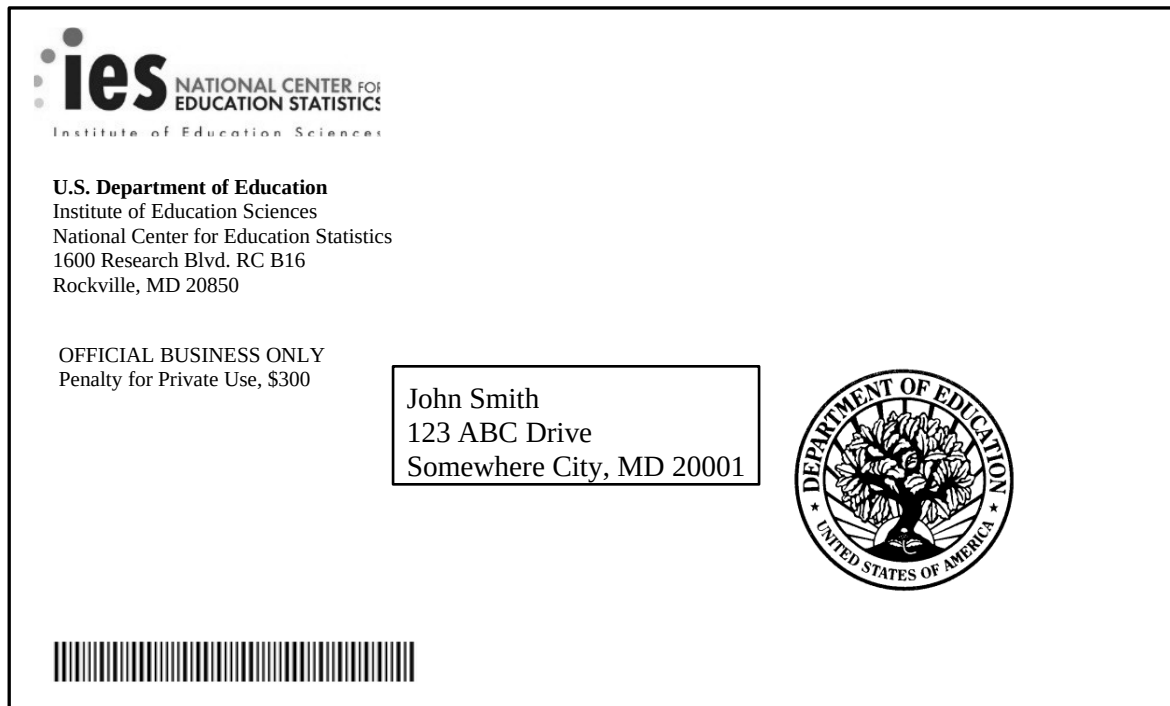 ies NATIONAL CENTER FOR
EDUCATION STATISTICS
Institute of Education Sciences
U.S. Department of Education
Institute of Education Sciences
National Center for Education Statistics
1600 Research Blvd. RC B16
Rockville, MD 20850
OFFICIAL BUSINESS ONLY
Penalty for Private Use, $300
John Smith
123 ABC Drive
Somewhere City, MD 20001
DEPARTMENT OF EDUCATION
UNITED STATES OF AMERICA